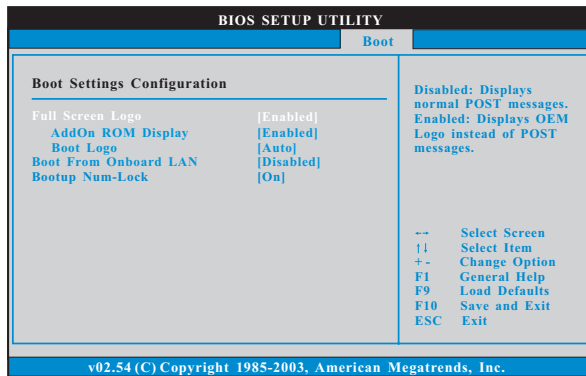 BIOS SETUP UTILITY
Boot
Boot Settings Configuration
Full Screen Logo [Enabled]
AddOn ROM Display [Enabled]
Boot Logo [Auto]
Boot From Onboard LAN [Disabled]
Bootup Num-Lock [On]
Disabled: Displays
normal POST messages.
Enabled: Displays OEM
Logo instead of POST
messages.
←→ Select Screen
↑↓ Select Item
+ - Change Option
F1 General Help
F9 Load Defaults
F10 Save and Exit
ESC Exit
v02.54 (C) Copyright 1985-2003, American Megatrends, Inc.